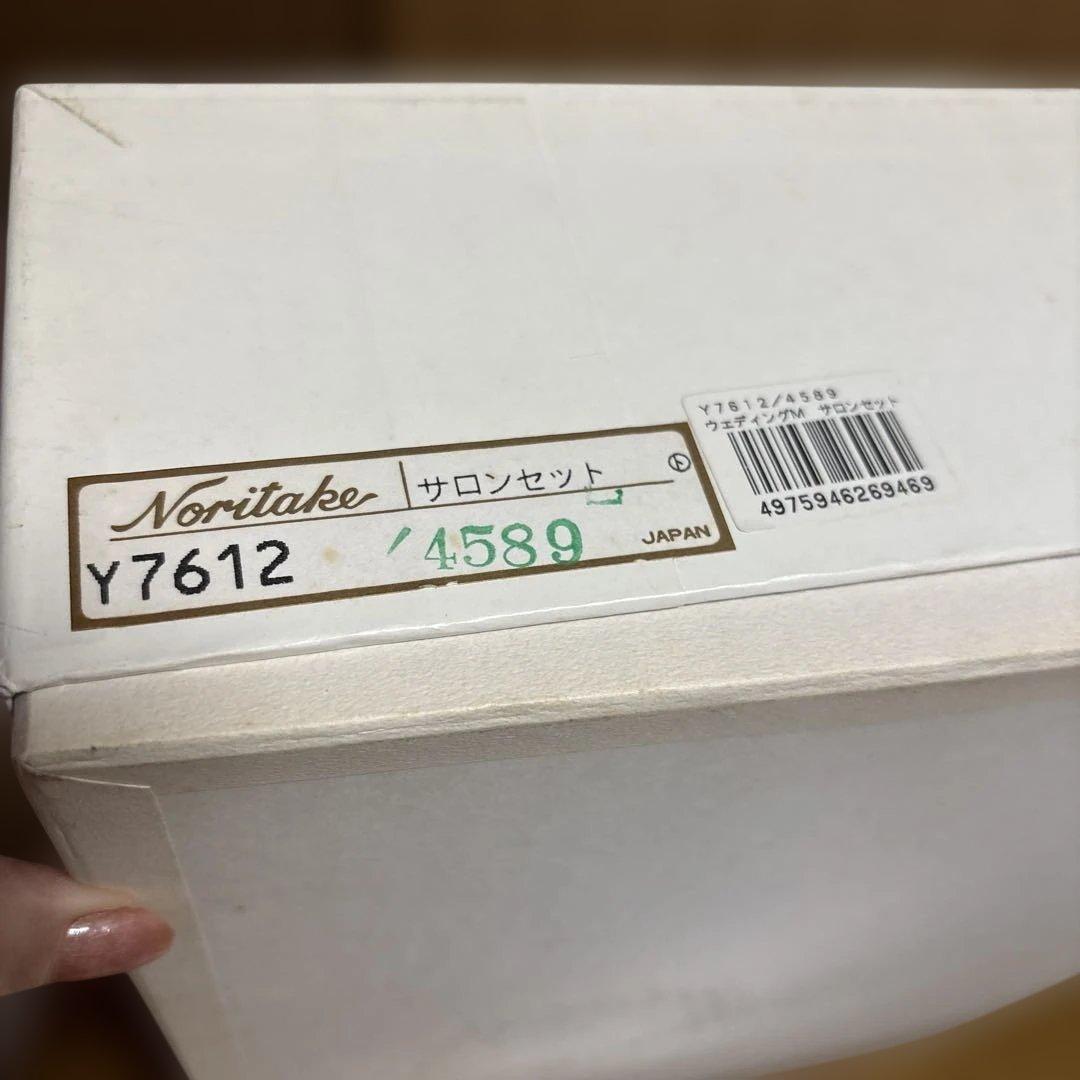 Noritake サロンセット ト
Y7612 '4589 JAPAN
Y7612/4589
ウェディングM サロンセット
4975946269469